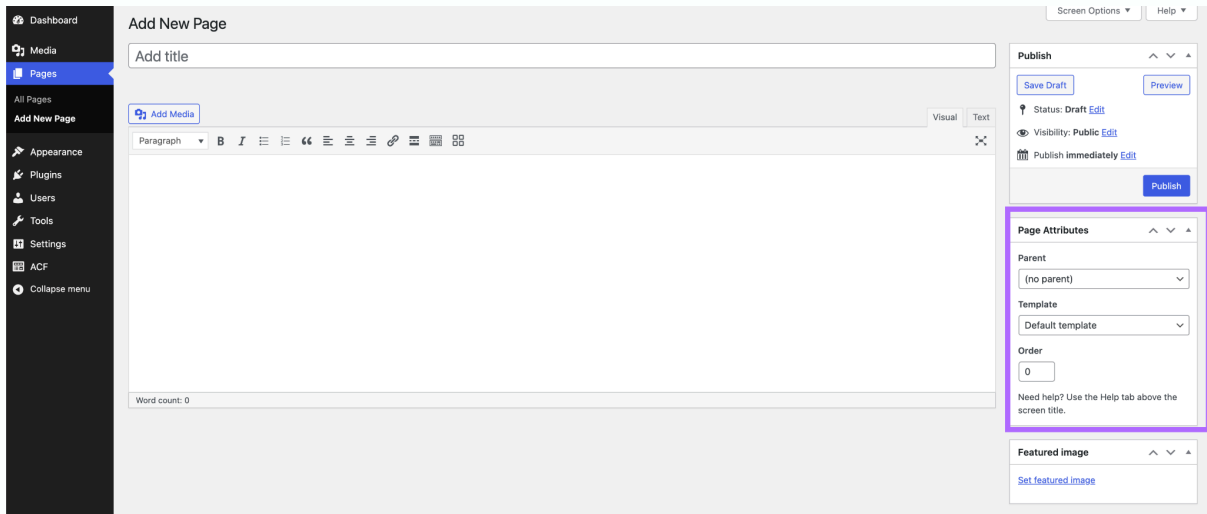 Dashboard
Media
Pages
All Pages
Add New Page
Appearance
Plugins
Users
Tools
Settings
ACF
Collapse menu
Screen Options
Help
Add New Page
Add title
Add Media
Visual
Text
Paragraph
Word count: 0
Publish
Save Draft
Preview
Status: Draft Edit
Visibility: Public Edit
Publish immediately Edit
Publish
Page Attributes
Parent
(no parent)
Template
Default template
Order
0
Need help? Use the Help tab above the
screen title.
Featured image
Set featured image